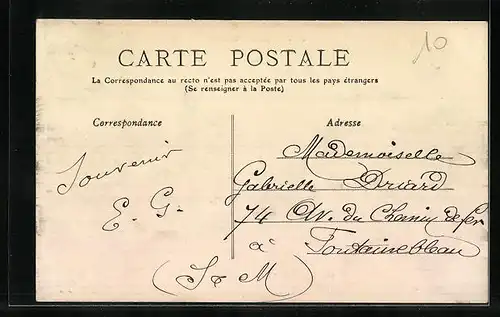 10
CARTE POSTALE
La Correspondance au recto n'est pas acceptée par tous les pays étrangers
(Se renseigner à la Poste)
Correspondance
Souvenir
E. G.
Adresse
Mademoiselle
Gabrielle Driard
74 Av. du Chemin de fer
à Fontainebleau
(S & M)